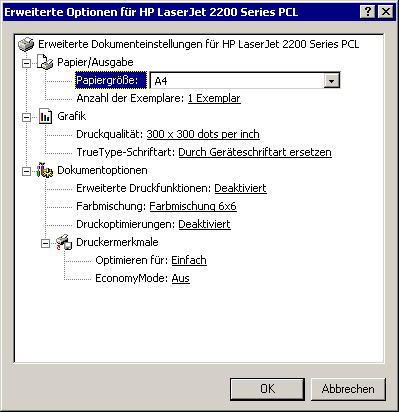 Erweiterte Optionen für HP LaserJet 2200 Series PCL
Erweiterte Dokumenteinstellungen für HP LaserJet 2200 Series PCL
Papier/Ausgabe
Papiergröße: A4
Anzahl der Exemplare: 1 Exemplar
Grafik
Druckqualität: 300 x 300 dots per inch
TrueType-Schriftart: Durch Geräteschriftart ersetzen
Dokumentoptionen
Erweiterte Druckfunktionen: Deaktiviert
Farbmischung: Farbmischung 6x6
Druckoptimierungen: Deaktiviert
Druckermerkmale
Optimieren für: Einfach
EconomyMode: Aus
OK Abbrechen